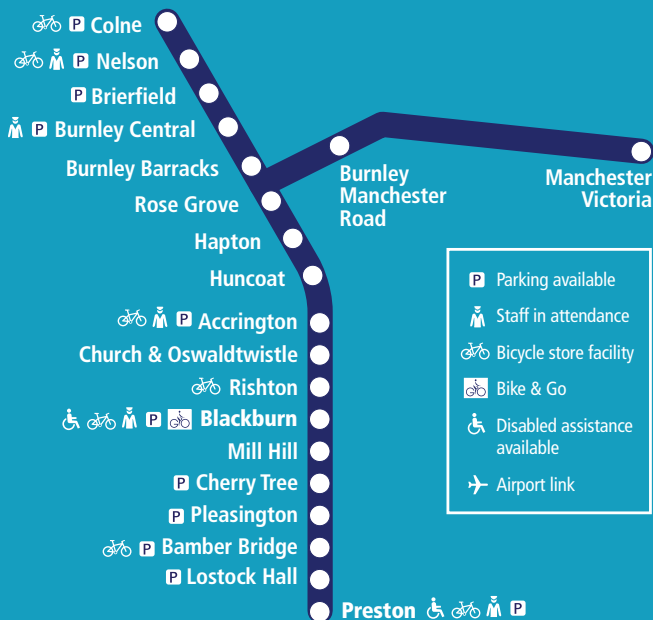 P Colne
P Nelson
P Brierfield
P Burnley Central
Burnley Barracks
Rose Grove
Hapton
Huncoat
P Accrington
Church & Oswaldtwistle
Rishton
P Blackburn
Mill Hill
P Cherry Tree
P Pleasington
P Bamber Bridge
P Lostock Hall
Preston P
Burnley
Manchester
Road
Manchester
Victoria
P Parking available
Staff in attendance
Bicycle store facility
Bike & Go
Disabled assistance
available
Airport link